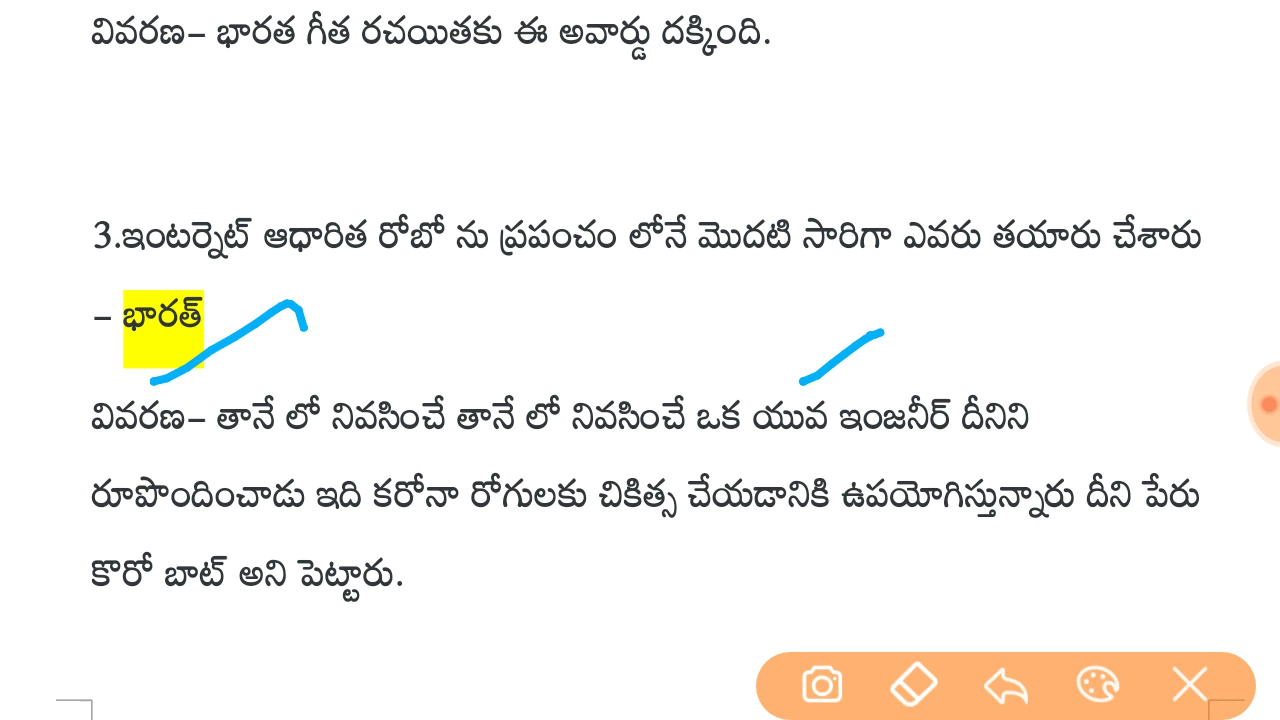 వివరణ– భారత గీత రచయితకు ఈ అవార్డు దక్కింది.
3.ఇంటర్నెట్ ఆధారిత రోబో ను ప్రపంచం లోనే మొదటి సారిగా ఎవరు తయారు చేశారు
– భారత్
వివరణ– తానే లో నివసించే తానే లో నివసించే ఒక యువ ఇంజనీర్ దీనిని
రూపొందించాడు ఇది కరోనా రోగులకు చికిత్స చేయడానికి ఉపయోగిస్తున్నారు దీని పేరు
కొరో బాట్ అని పెట్టారు.